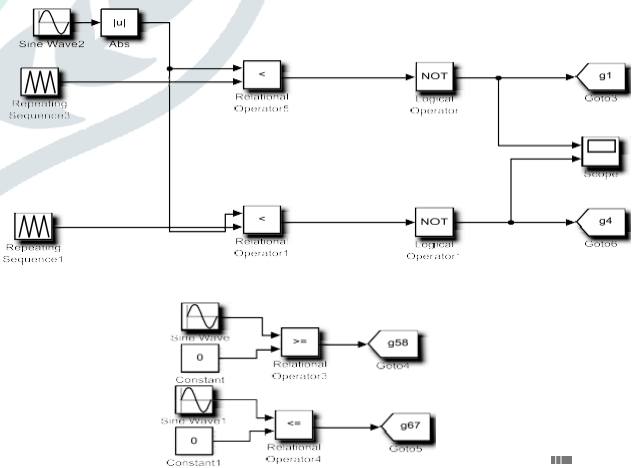 |u|
Sine Wave2
Abs
<
NOT
g1
Repeating
Sequence3
Relational
Operator5
Logical
Operator
Goto3
Scope
<
NOT
g4
Repeating
Sequence1
Relational
Operator1
Logical
Operator1
Goto6
Sine Wave
>=
g58
0
Constant
Relational
Operator3
Goto4
Sine Wave1
<=
g67
0
Constant1
Relational
Operator4
Goto5